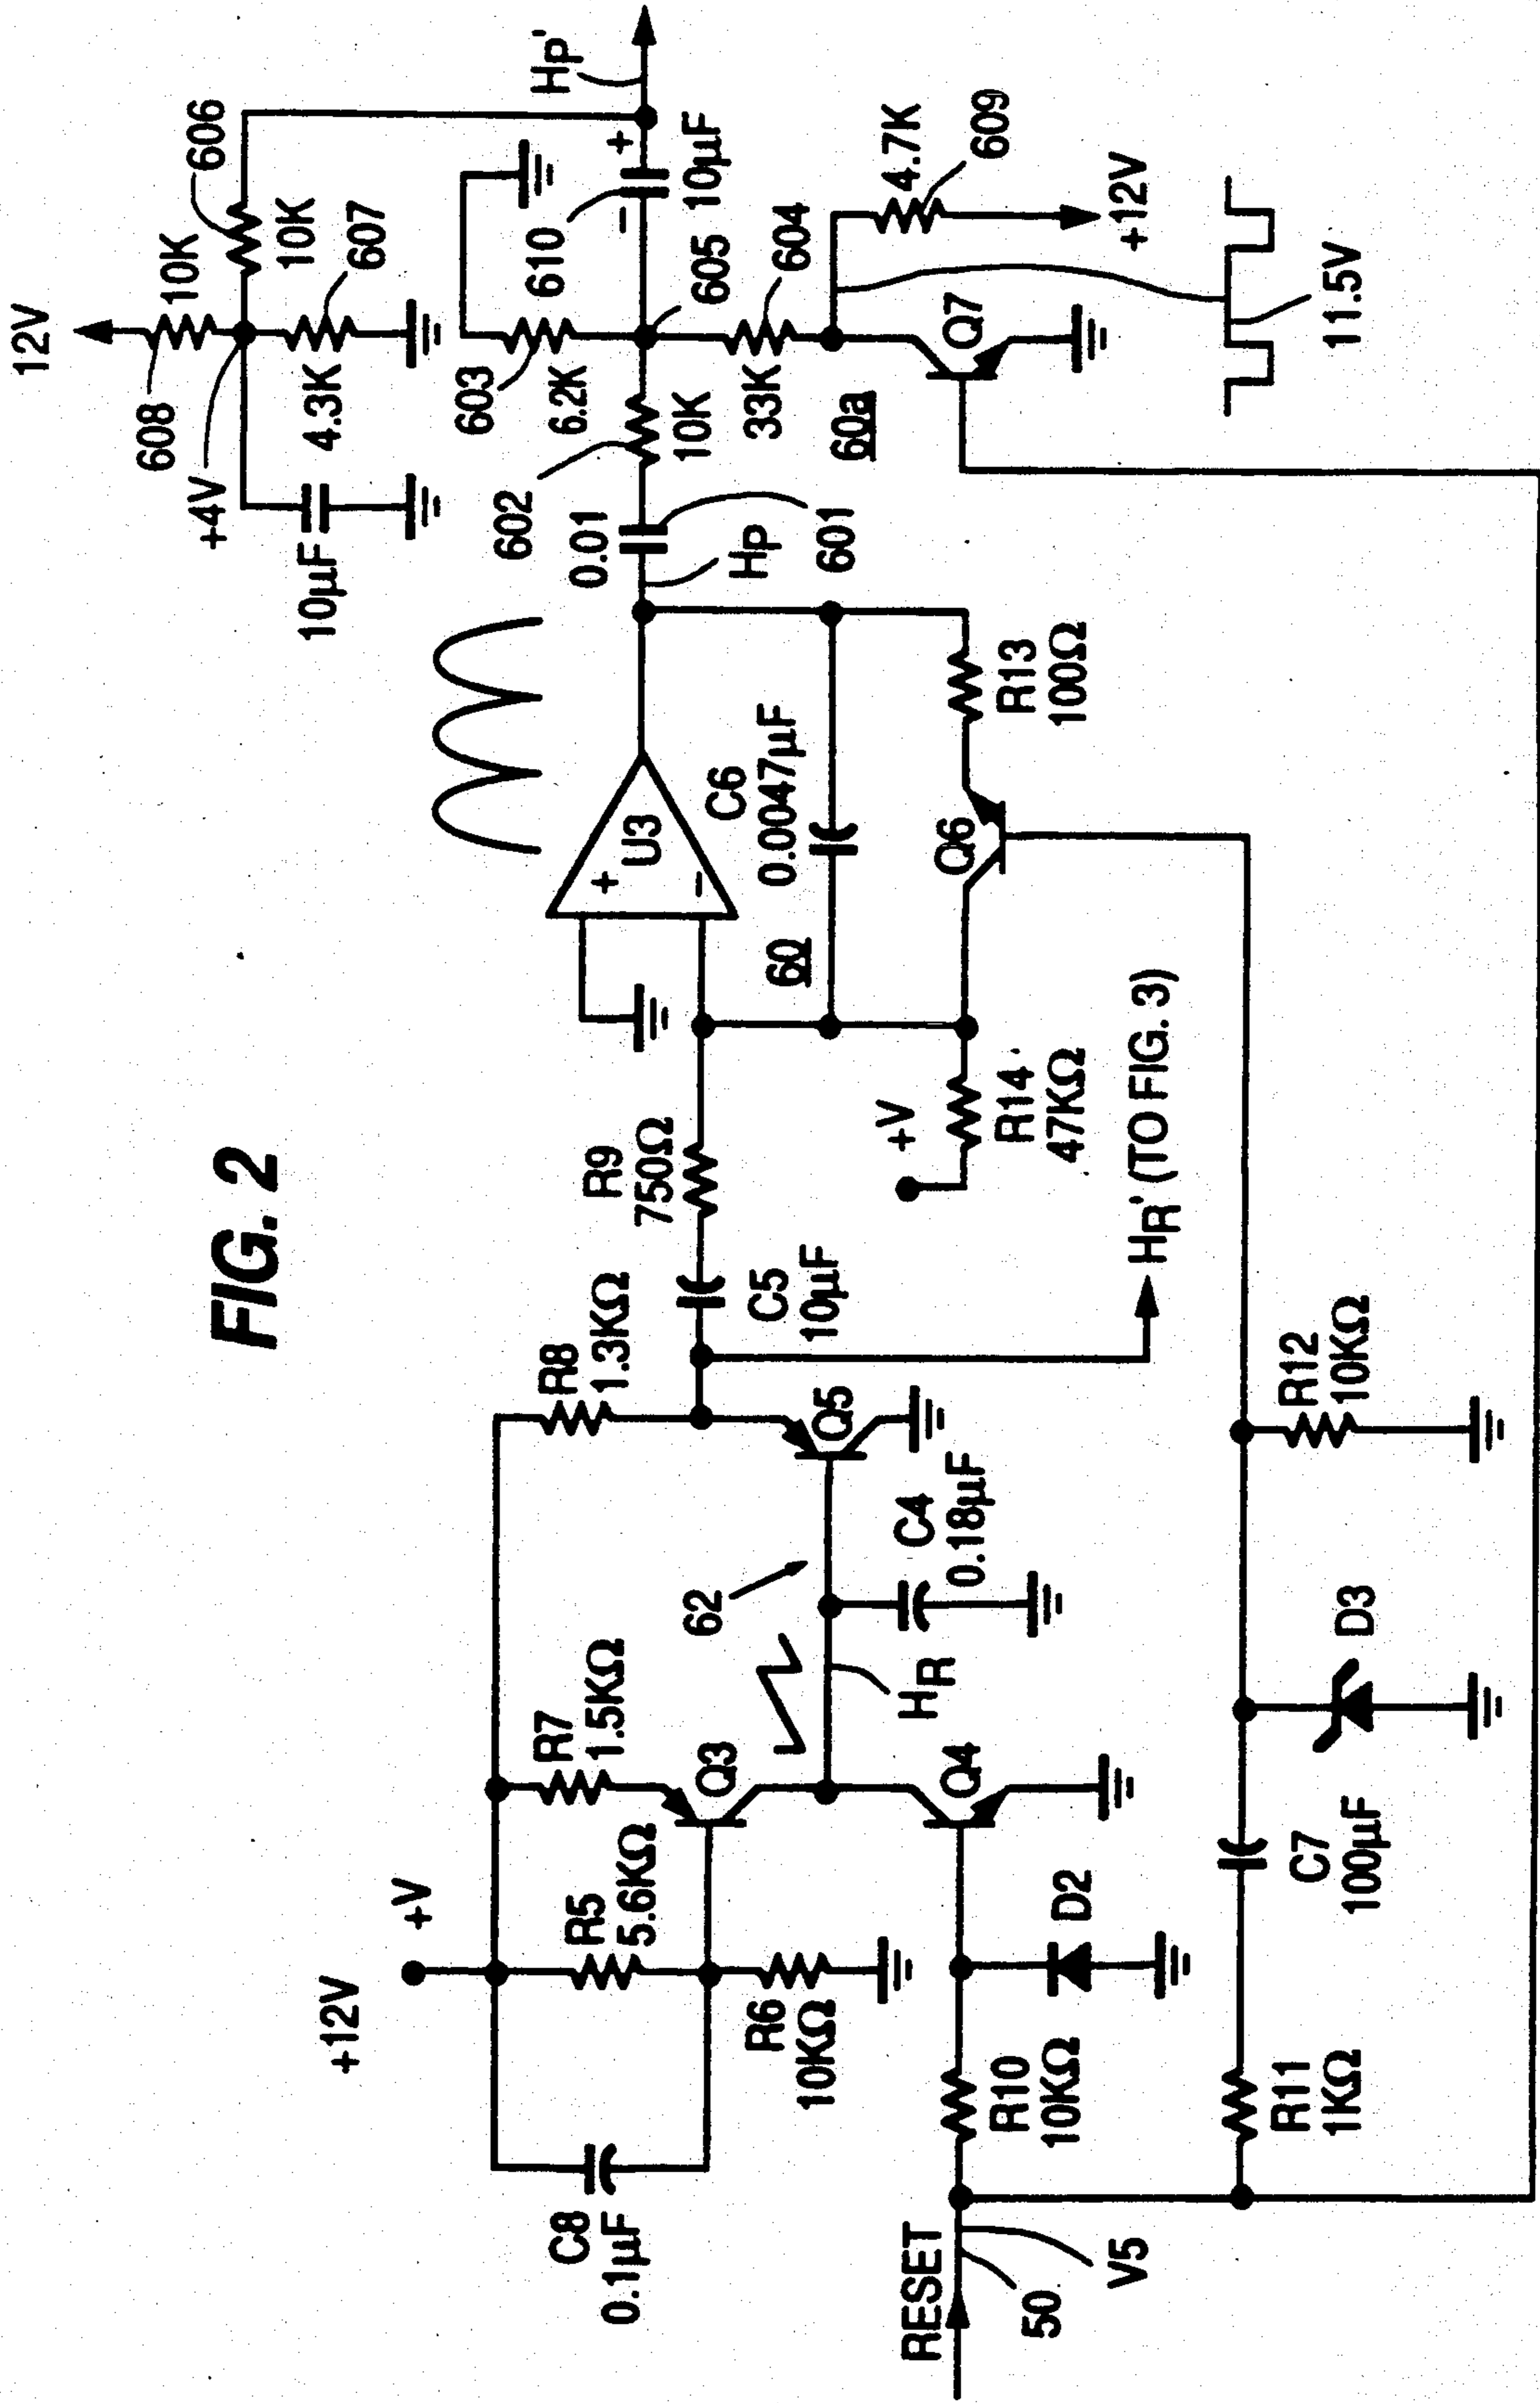 FIG. 2
+12V
+V
C8
0.1µF
R5
5.6KΩ
R6
10KΩ
R7
1.5KΩ
Q3
HR
62
Q4
C4
0.18µF
R8
1.3KΩ
Q5
C5
10µF
R9
750Ω
HR' (TO FIG. 3)
RESET
50
V5
R10
10KΩ
D2
R11
1KΩ
C7
100µF
D3
R12
10KΩ
+V
R14
47KΩ
60
+
−
U3
C6
0.0047µF
Q6
R13
100Ω
HP
601
0.01
602
10K
603
6.2K
605
33K
604
60a
Q7
610
−
+
10µF
HP'
12V
608
10K
+4V
606
10K
607
4.3K
10µF
4.7K
609
+12V
11.5V